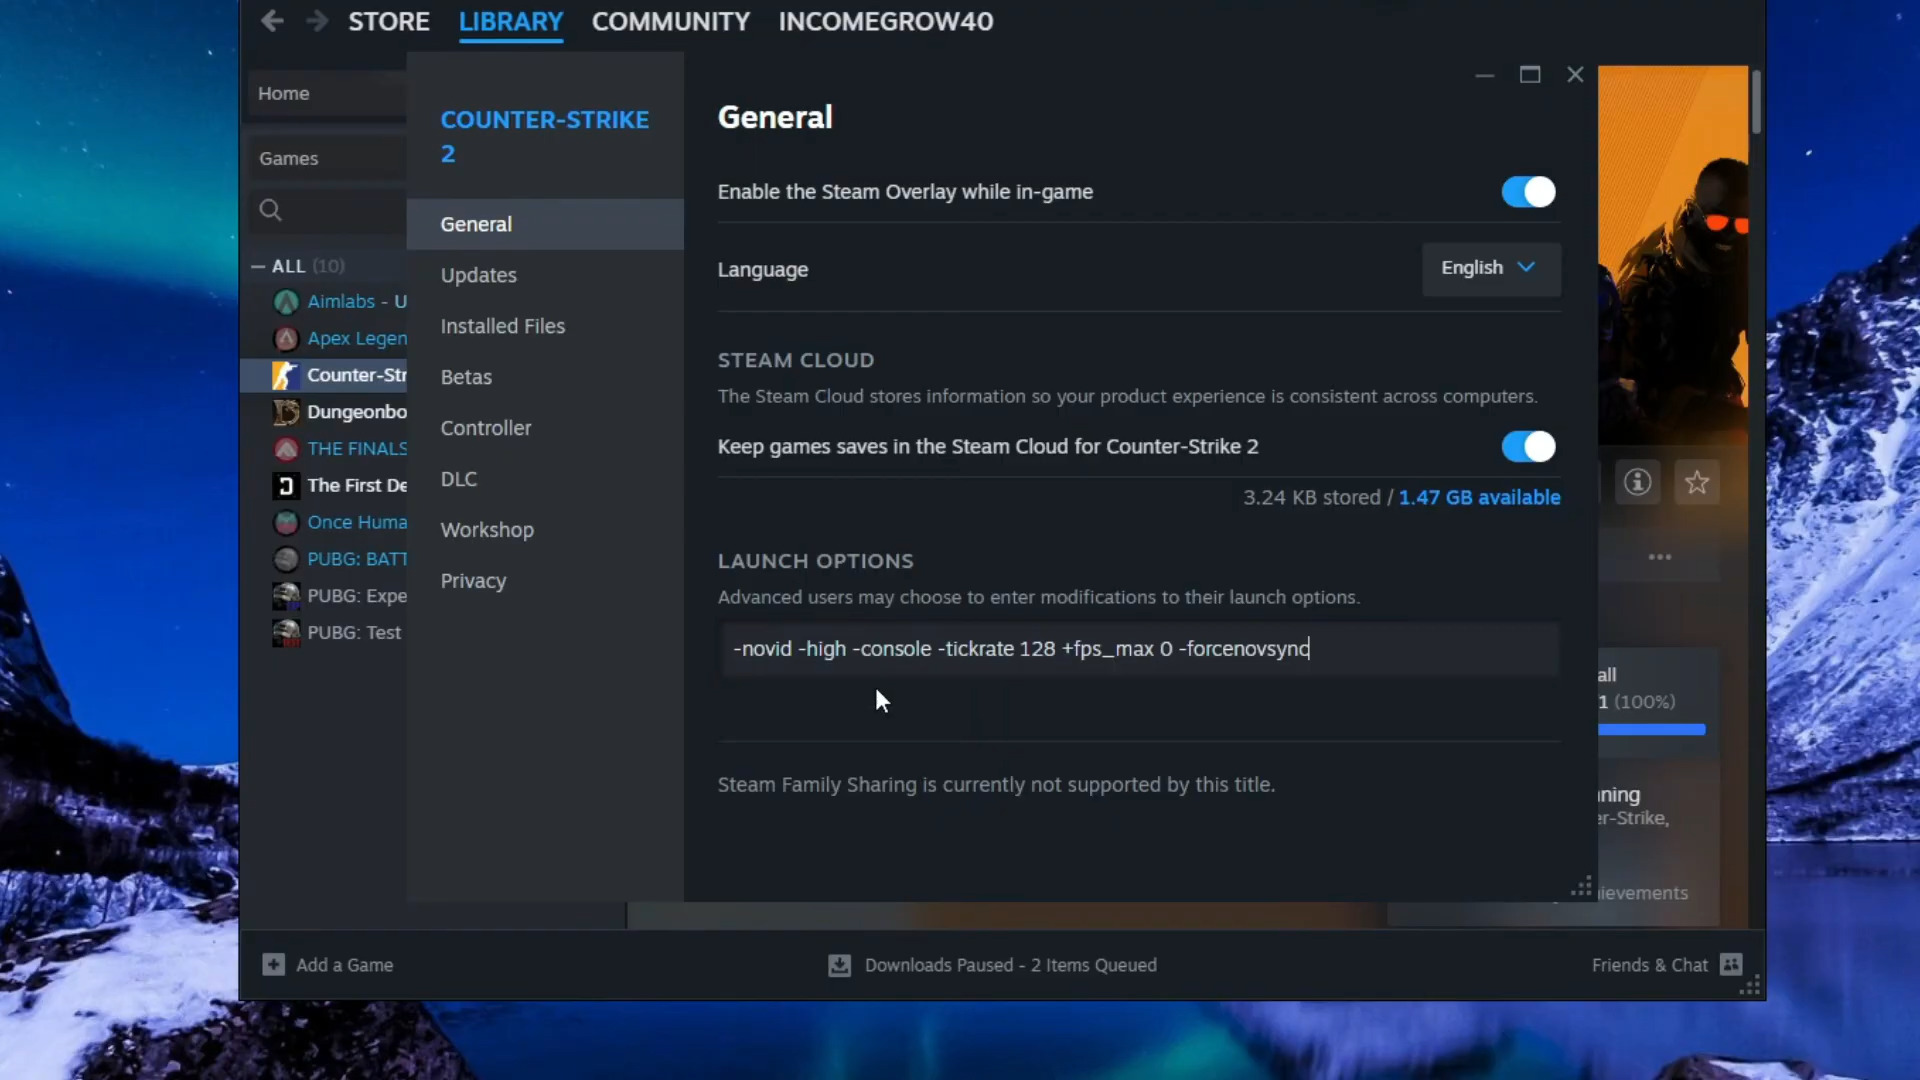 STORE LIBRARY COMMUNITY INCOMEGROW40
Home
Games
ALL (10)
Aimlabs - U
Apex Legen
Counter-Str
Dungeonbo
THE FINALS
The First De
Once Huma
PUBG: BATT
PUBG: Expe
PUBG: Test
COUNTER-STRIKE
2
General
Updates
Installed Files
Betas
Controller
DLC
Workshop
Privacy
General
Enable the Steam Overlay while in-game
Language
English
STEAM CLOUD
The Steam Cloud stores information so your product experience is consistent across computers.
Keep games saves in the Steam Cloud for Counter-Strike 2
3.24 KB stored / 1.47 GB available
LAUNCH OPTIONS
Advanced users may choose to enter modifications to their launch options.
-novid -high -console -tickrate 128 +fps_max 0 -forcenovsync
Steam Family Sharing is currently not supported by this title.
all
1 (100%)
ning
er-Strike,
ievements
Add a Game
Downloads Paused - 2 Items Queued
Friends & Chat